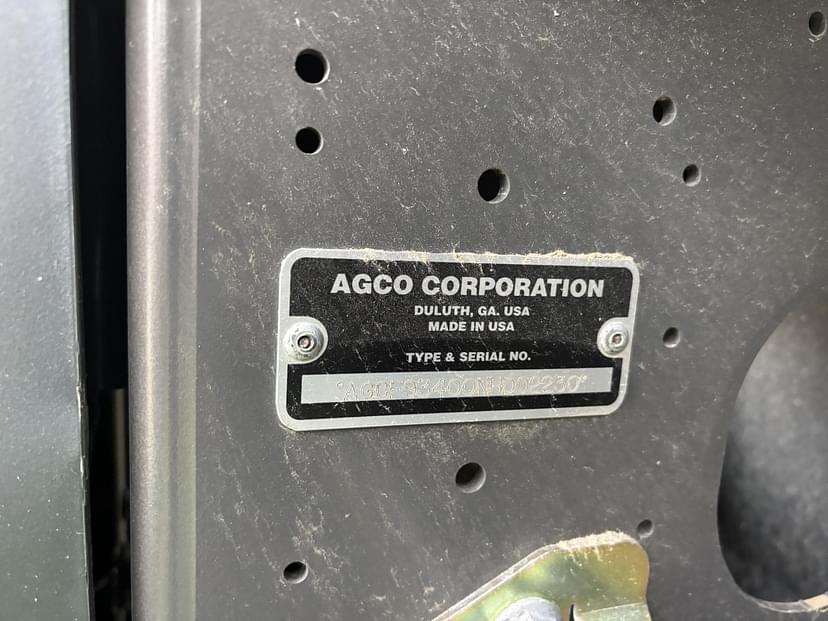 AGCO CORPORATION
DULUTH, GA. USA
MADE IN USA
TYPE & SERIAL NO.